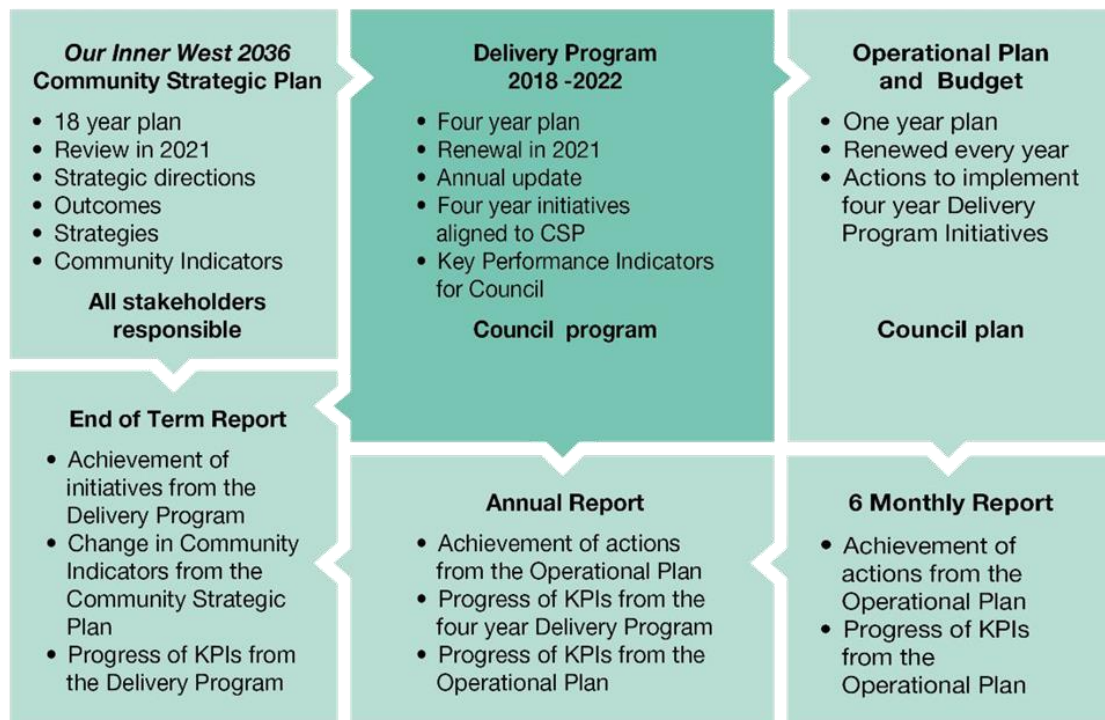 Our Inner West 2036
Community Strategic Plan
• 18 year plan
• Review in 2021
• Strategic directions
• Outcomes
• Strategies
• Community Indicators
All stakeholders
responsible
Delivery Program
2018 -2022
• Four year plan
• Renewal in 2021
• Annual update
• Four year initiatives
aligned to CSP
• Key Performance Indicators
for Council
Council program
Operational Plan
and Budget
• One year plan
• Renewed every year
• Actions to implement
four year Delivery
Program Initiatives
Council plan
End of Term Report
• Achievement of
initiatives from the
Delivery Program
• Change in Community
Indicators from the
Community Strategic
Plan
• Progress of KPIs from
the Delivery Program
Annual Report
• Achievement of actions
from the Operational Plan
• Progress of KPIs from the
four year Delivery Program
• Progress of KPIs from the
Operational Plan
6 Monthly Report
• Achievement of
actions from the
Operational Plan
• Progress of KPIs
from the
Operational Plan